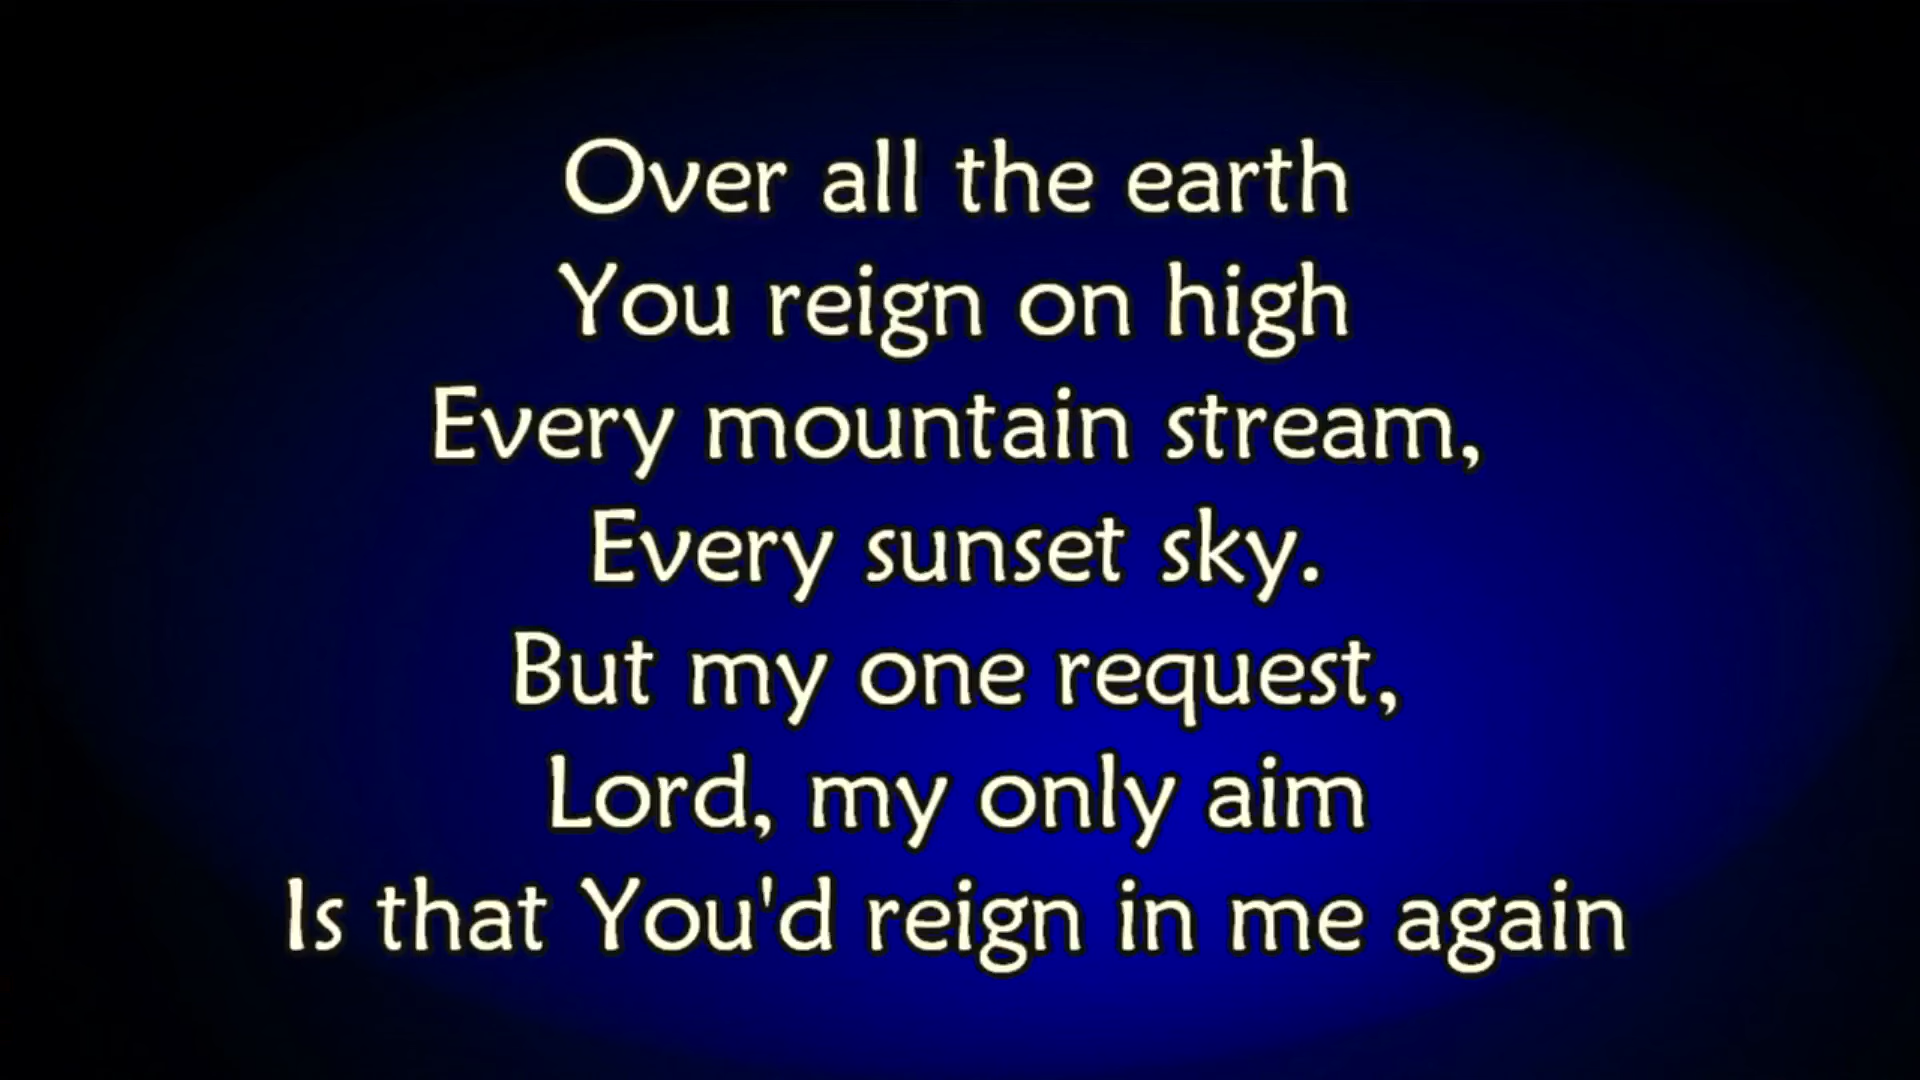 Over all the earth
You reign on high
Every mountain stream,
Every sunset sky.
But my one request,
Lord, my only aim
Is that You'd reign in me again